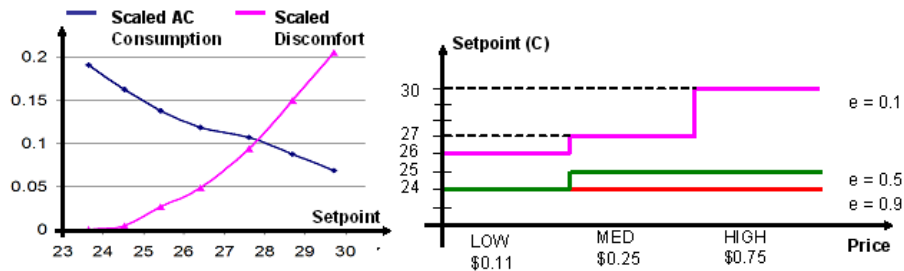 Scaled AC Consumption
Scaled Discomfort
0.2
0.15
0.1
0.05
0
Setpoint
23 24 25 26 27 28 29 30
Setpoint (C)
30
27
26
25
24
e = 0.1
e = 0.5
e = 0.9
LOW MED HIGH
$0.11 $0.25 $0.75
Price